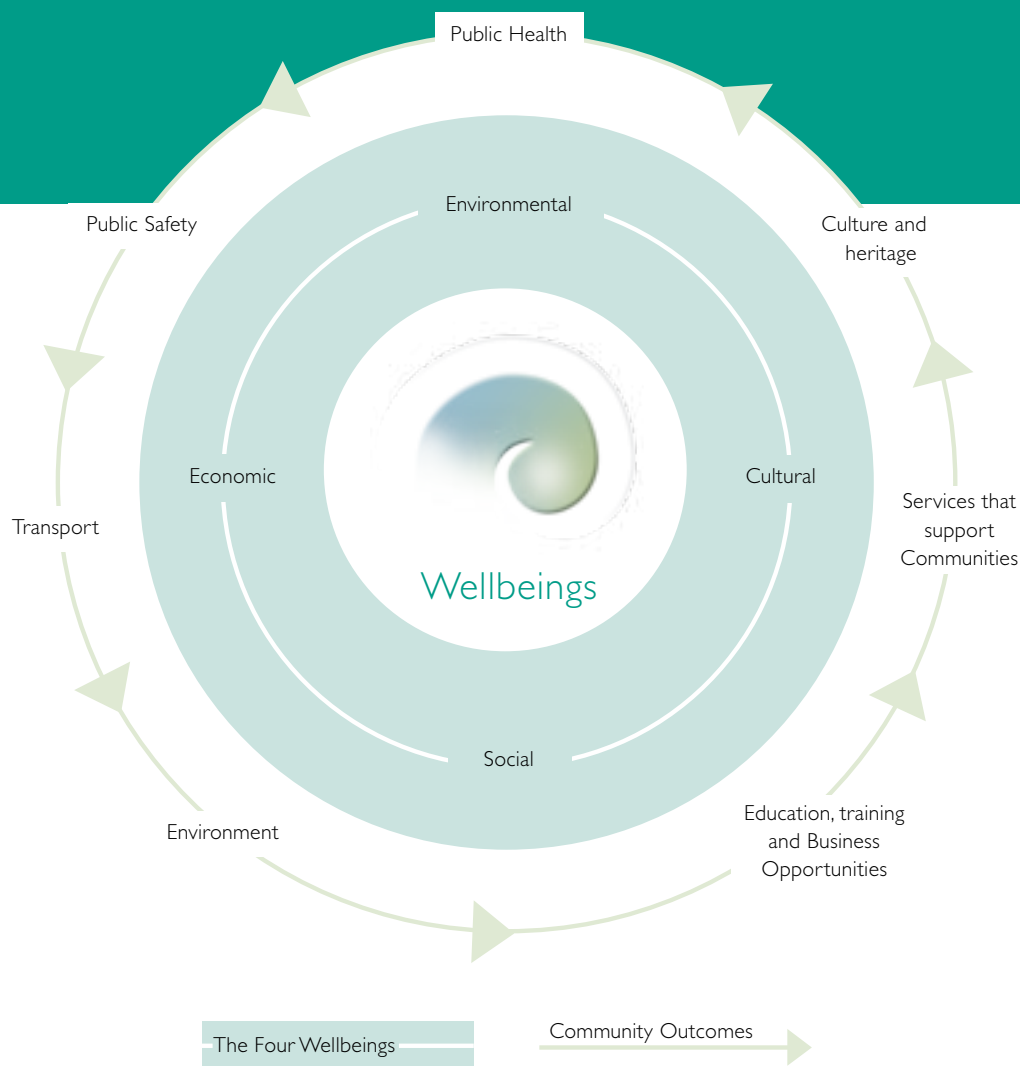 Public Health
Public Safety
Culture and
heritage
Environmental
Economic
Cultural
Transport
Services that
support
Communities
Wellbeings
Social
Environment
Education, training
and Business
Opportunities
The Four Wellbeings
Community Outcomes